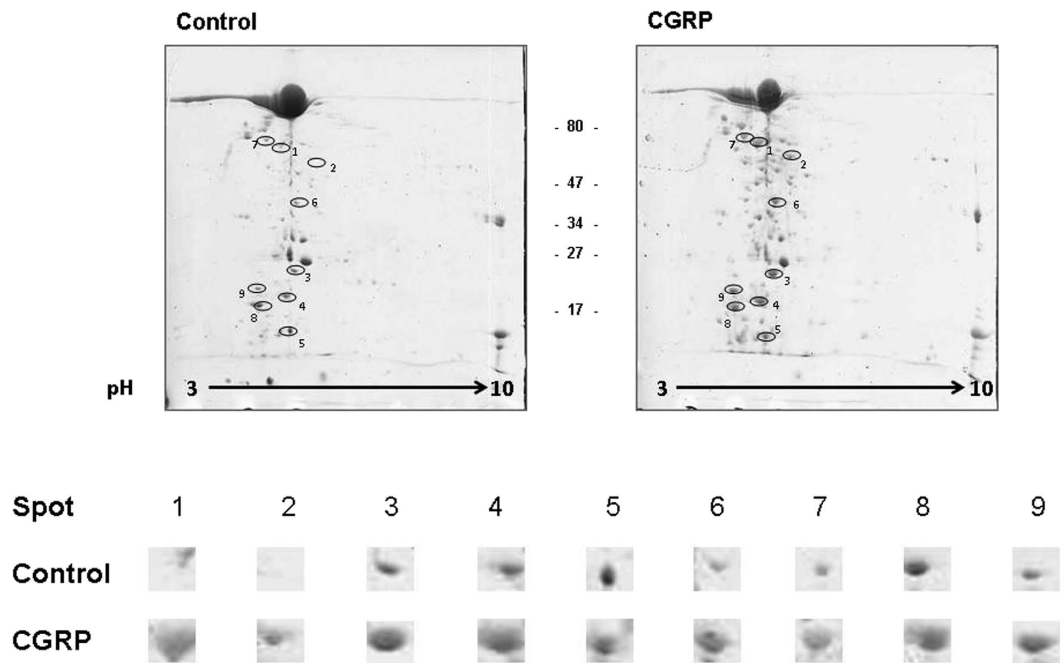 Control CGRP
- 80 -
7 1 2 7 1 2
- 47 -
6 6
- 34 -
- 27 -
3 3
9 4 9 4
- 17 -
8 5 8 5
pH 3 10 3 10
Spot 1 2 3 4 5 6 7 8 9
Control
CGRP